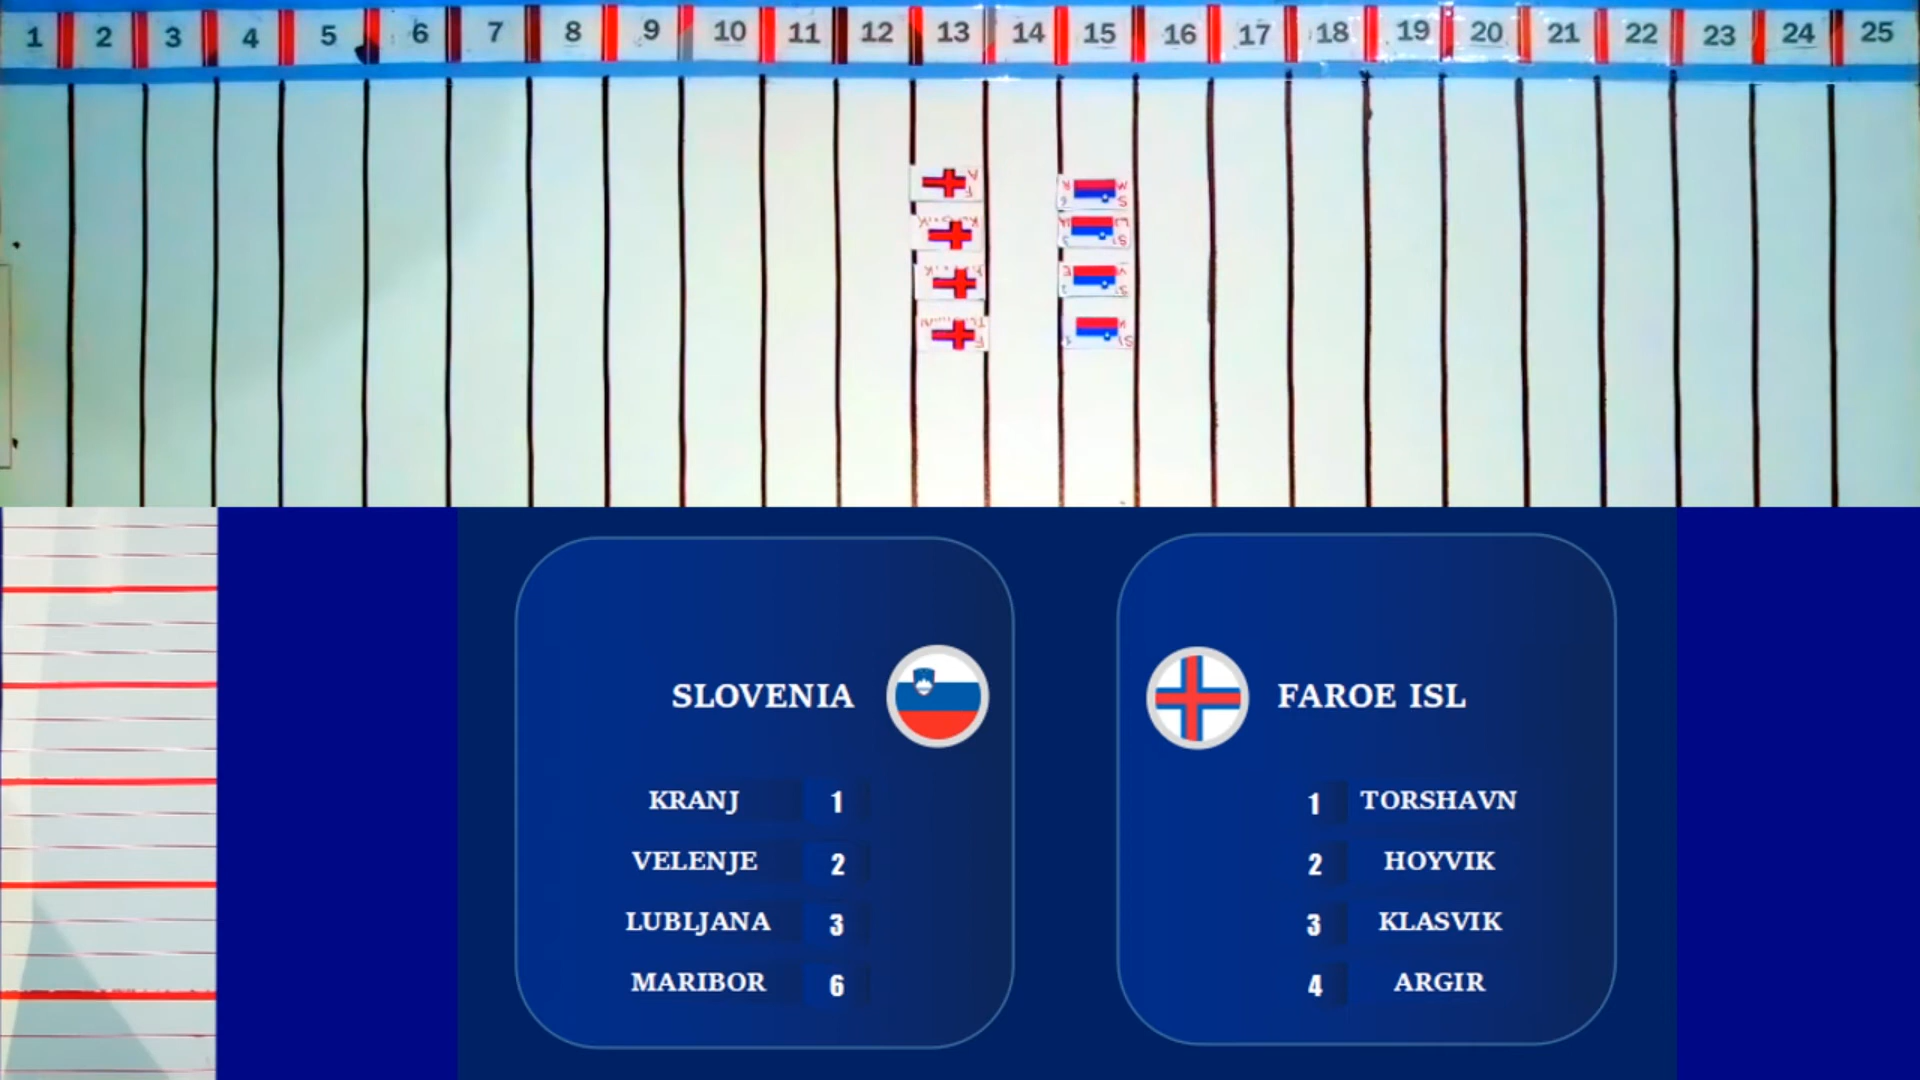 1 2 3 4 5 6 7 8 9 10 11 12 13 14 15 16 17 18 19 20 21 22 23 24 25
SLOVENIA
KRANJ 1
VELENJE 2
LUBLJANA 3
MARIBOR 6
FAROE ISL
1 TORSHAVN
2 HOYVIK
3 KLASVIK
4 ARGIR